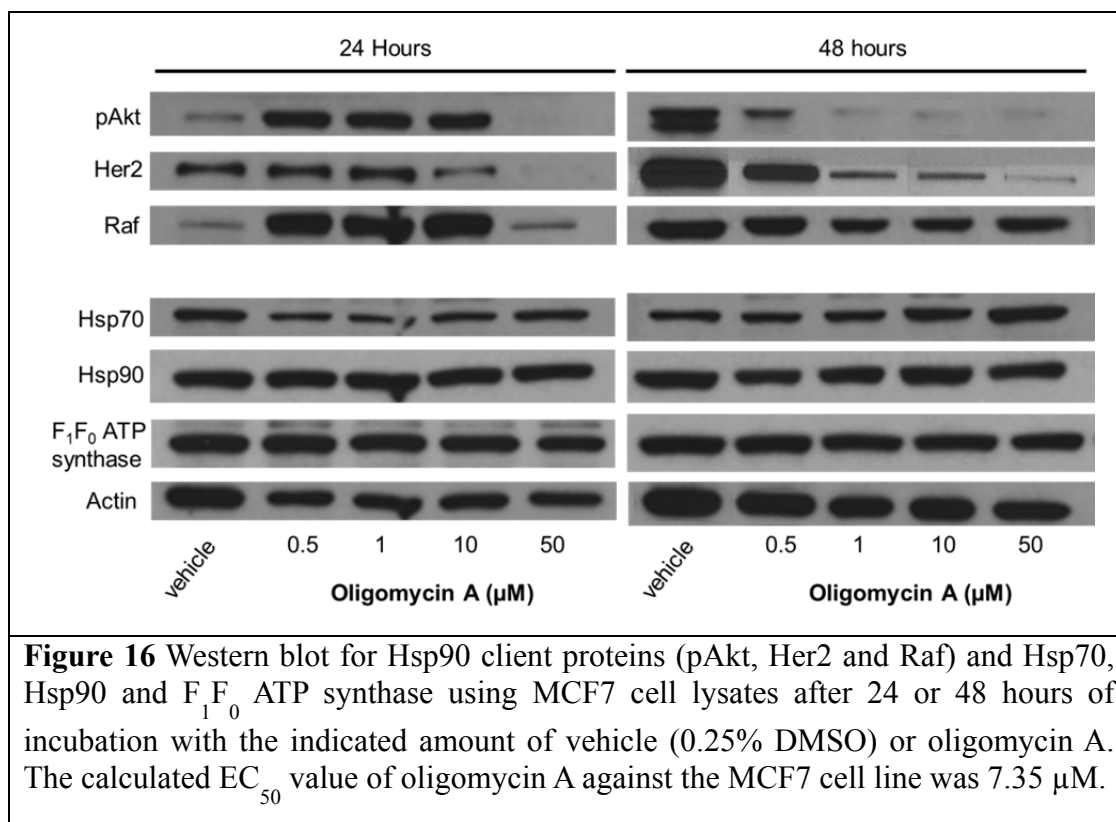 24 Hours 48 hours
pAkt
Her2
Raf
Hsp70
Hsp90
F₁F₀ ATP
synthase
Actin
vehicle 0.5 1 10 50 vehicle 0.5 1 10 50
Oligomycin A (µM) Oligomycin A (µM)
Figure 16 Western blot for Hsp90 client proteins (pAkt, Her2 and Raf) and Hsp70,
Hsp90 and F₁F₀ ATP synthase using MCF7 cell lysates after 24 or 48 hours of
incubation with the indicated amount of vehicle (0.25% DMSO) or oligomycin A.
The calculated EC₅₀ value of oligomycin A against the MCF7 cell line was 7.35 µM.